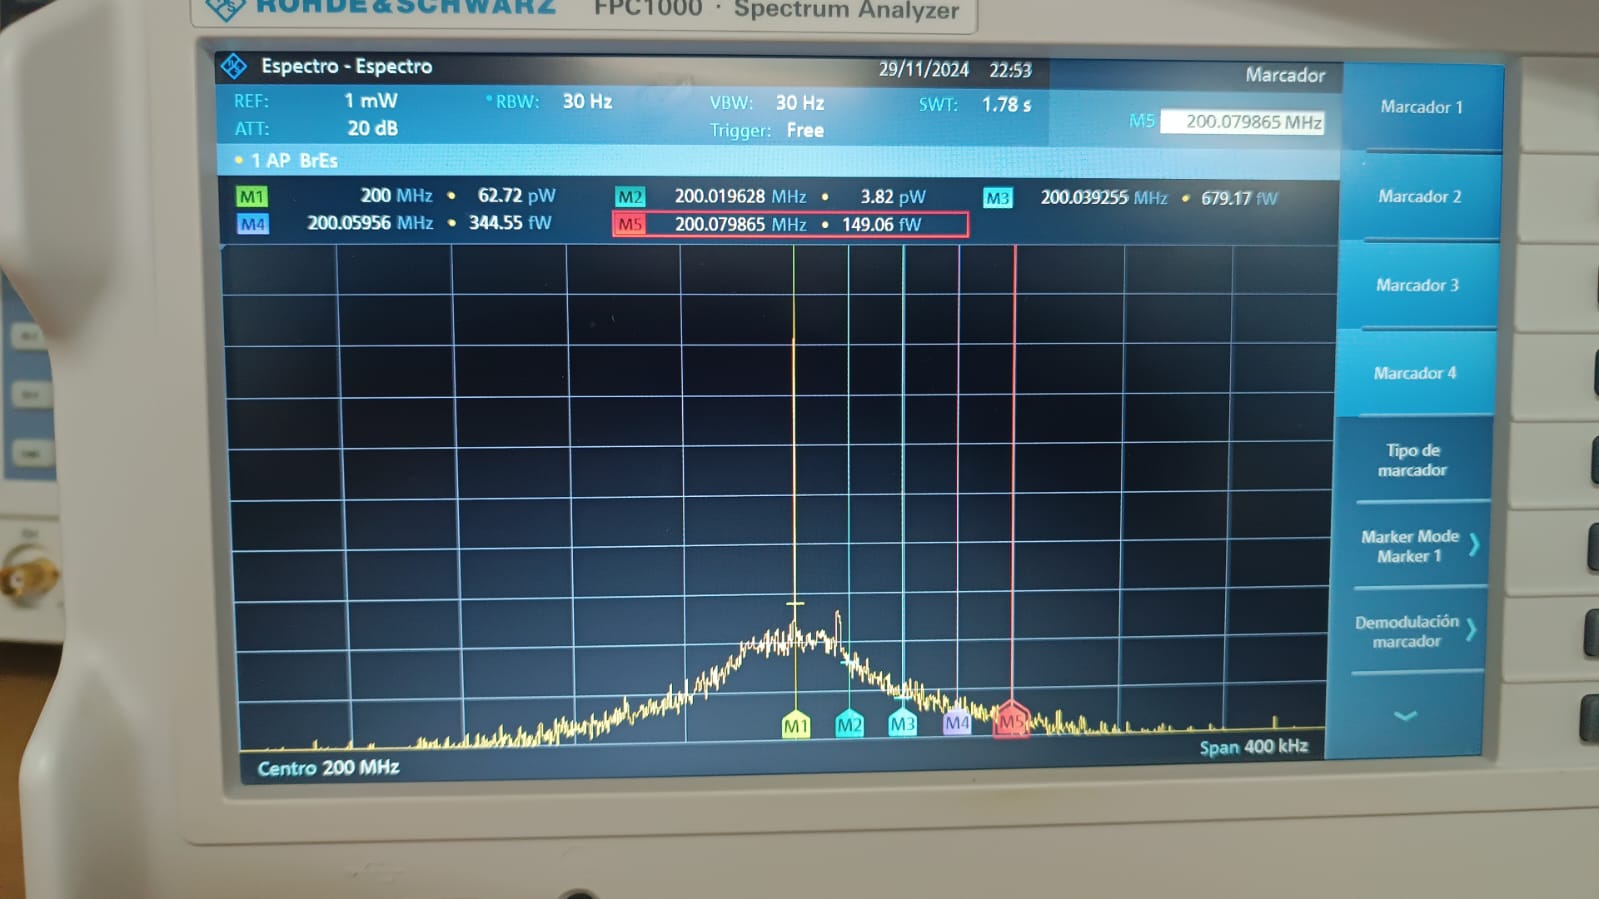 ROHDE & SCHWARZ FPC1000 · Spectrum Analyzer
Espectro - Espectro 29/11/2024 22:53 Marcador
REF: 1 mW RBW: 30 Hz VBW: 30 Hz SWT: 1.78 s
ATT: 20 dB Trigger: Free
M5 200.079865 MHz
1 AP BrEs
M1 200 MHz • 62.72 pW M2 200.019628 MHz • 3.82 pW M3 200.039255 MHz • 679.17 fW
M4 200.05956 MHz • 344.55 fW M5 200.079865 MHz • 149.06 fW
M1 M2 M3 M4 M5
Centro 200 MHz Span 400 kHz
Marcador 1
Marcador 2
Marcador 3
Marcador 4
Tipo de
marcador
Marker Mode
Marker 1
Demodulación
marcador